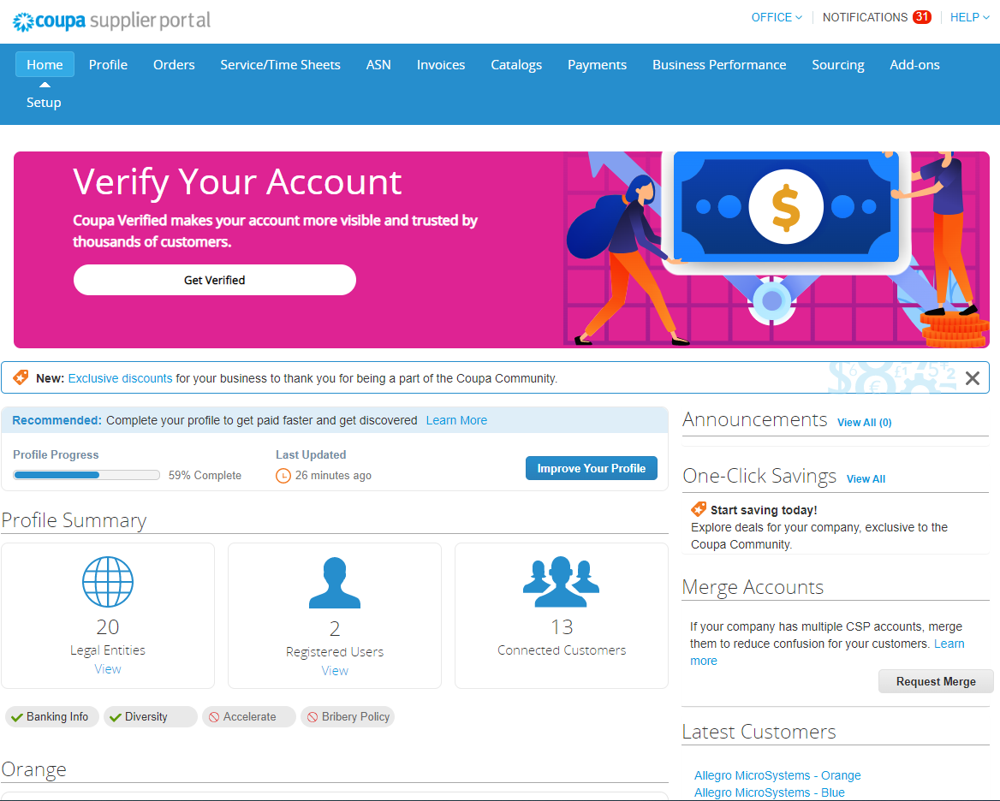 coupa supplier portal
OFFICE
NOTIFICATIONS 31
HELP
Home
Profile
Orders
Service/Time Sheets
ASN
Invoices
Catalogs
Payments
Business Performance
Sourcing
Add-ons
Setup
Verify Your Account
Coupa Verified makes your account more visible and trusted by
thousands of customers.
Get Verified
$
New: Exclusive discounts for your business to thank you for being a part of the Coupa Community.
Recommended: Complete your profile to get paid faster and get discovered Learn More
Profile Progress
59% Complete
Last Updated
26 minutes ago
Improve Your Profile
Profile Summary
20
Legal Entities
View
2
Registered Users
View
13
Connected Customers
Banking Info
Diversity
Accelerate
Bribery Policy
Orange
Announcements View All (0)
One-Click Savings View All
Start saving today!
Explore deals for your company, exclusive to the
Coupa Community.
Merge Accounts
If your company has multiple CSP accounts, merge
them to reduce confusion for your customers. Learn
more
Request Merge
Latest Customers
Allegro MicroSystems - Orange
Allegro MicroSystems - Blue